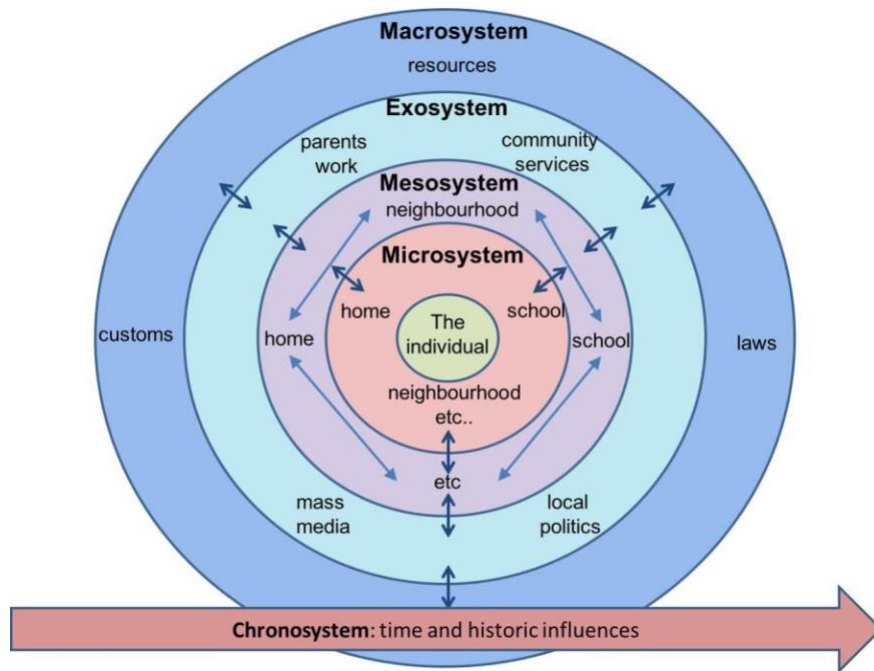 Macrosystem
resources
Exosystem
parents
work
community
services
Mesosystem
neighbourhood
Microsystem
home
school
The
individual
customs
home
school
laws
neighbourhood
etc..
etc
mass
media
local
politics
Chronosystem: time and historic influences